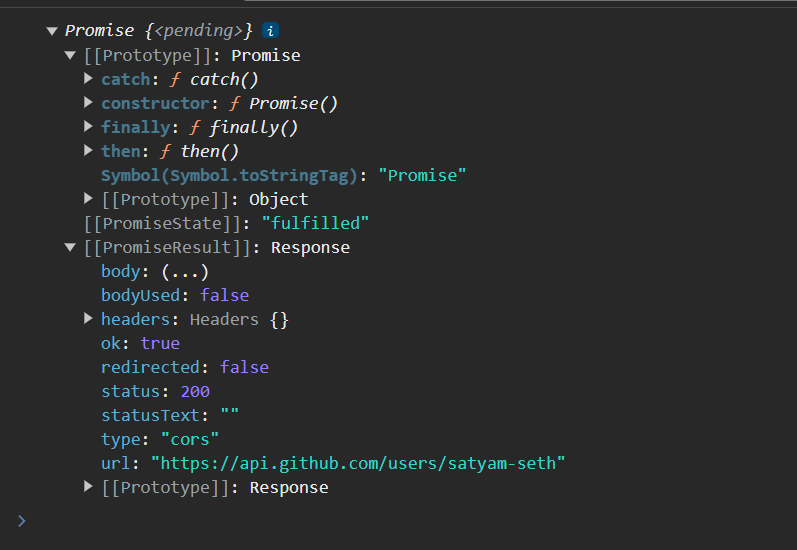 Promise {<pending>} i
[[Prototype]]: Promise
catch: ƒ catch()
constructor: ƒ Promise()
finally: ƒ finally()
then: ƒ then()
Symbol(Symbol.toStringTag): "Promise"
[[Prototype]]: Object
[[PromiseState]]: "fulfilled"
[[PromiseResult]]: Response
body: (...)
bodyUsed: false
headers: Headers {}
ok: true
redirected: false
status: 200
statusText: ""
type: "cors"
url: "https://api.github.com/users/satyam-seth"
[[Prototype]]: Response